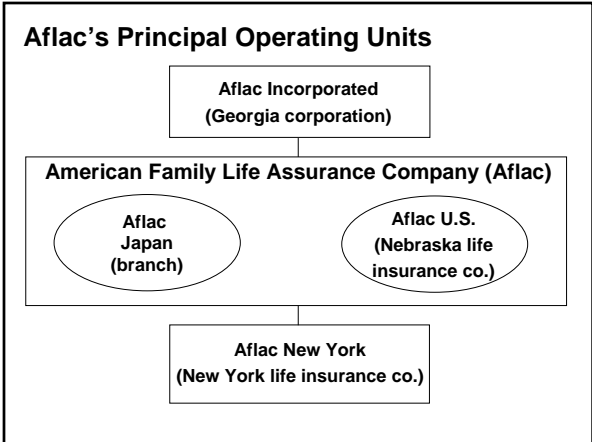 Aflac’s Principal Operating Units
Aflac Incorporated
(Georgia corporation)
American Family Life Assurance Company (Aflac)
Aflac
Japan
(branch)
Aflac U.S.
(Nebraska life
insurance co.)
Aflac New York
(New York life insurance co.)